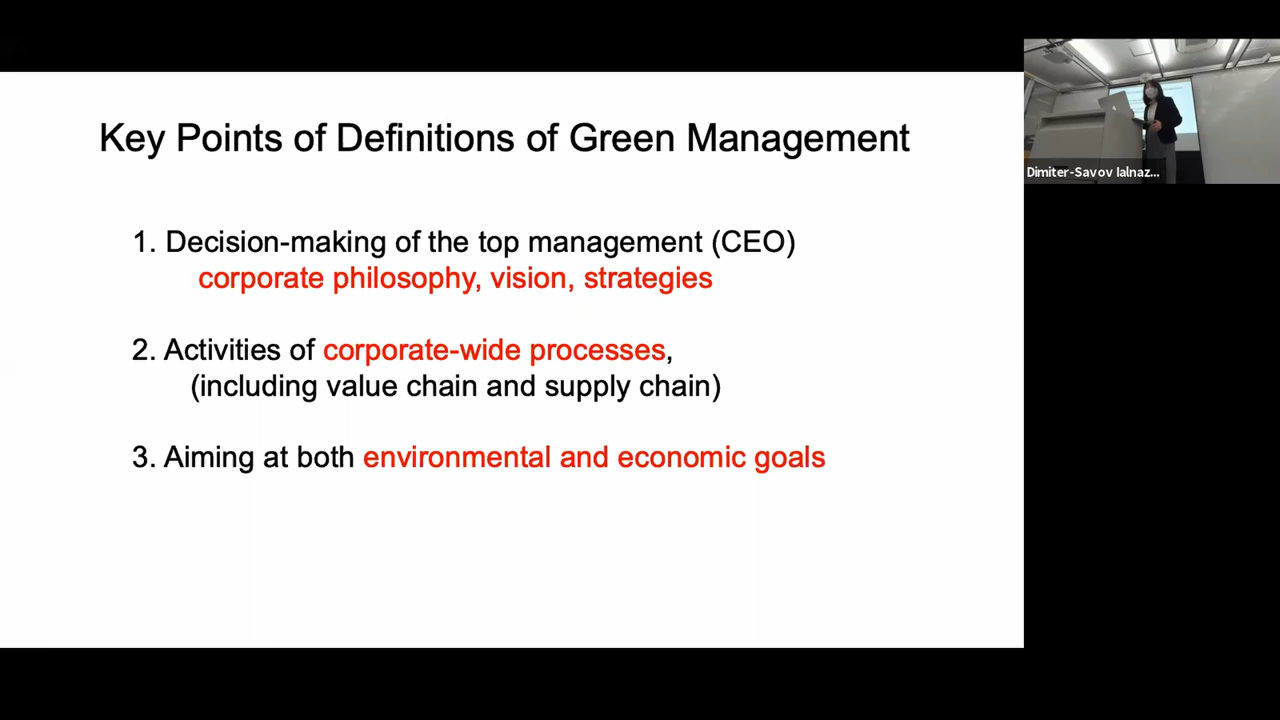 Key Points of Definitions of Green Management
1. Decision-making of the top management (CEO)
corporate philosophy, vision, strategies
2. Activities of corporate-wide processes,
(including value chain and supply chain)
3. Aiming at both environmental and economic goals
Dimiter-Savov Ialnaz...